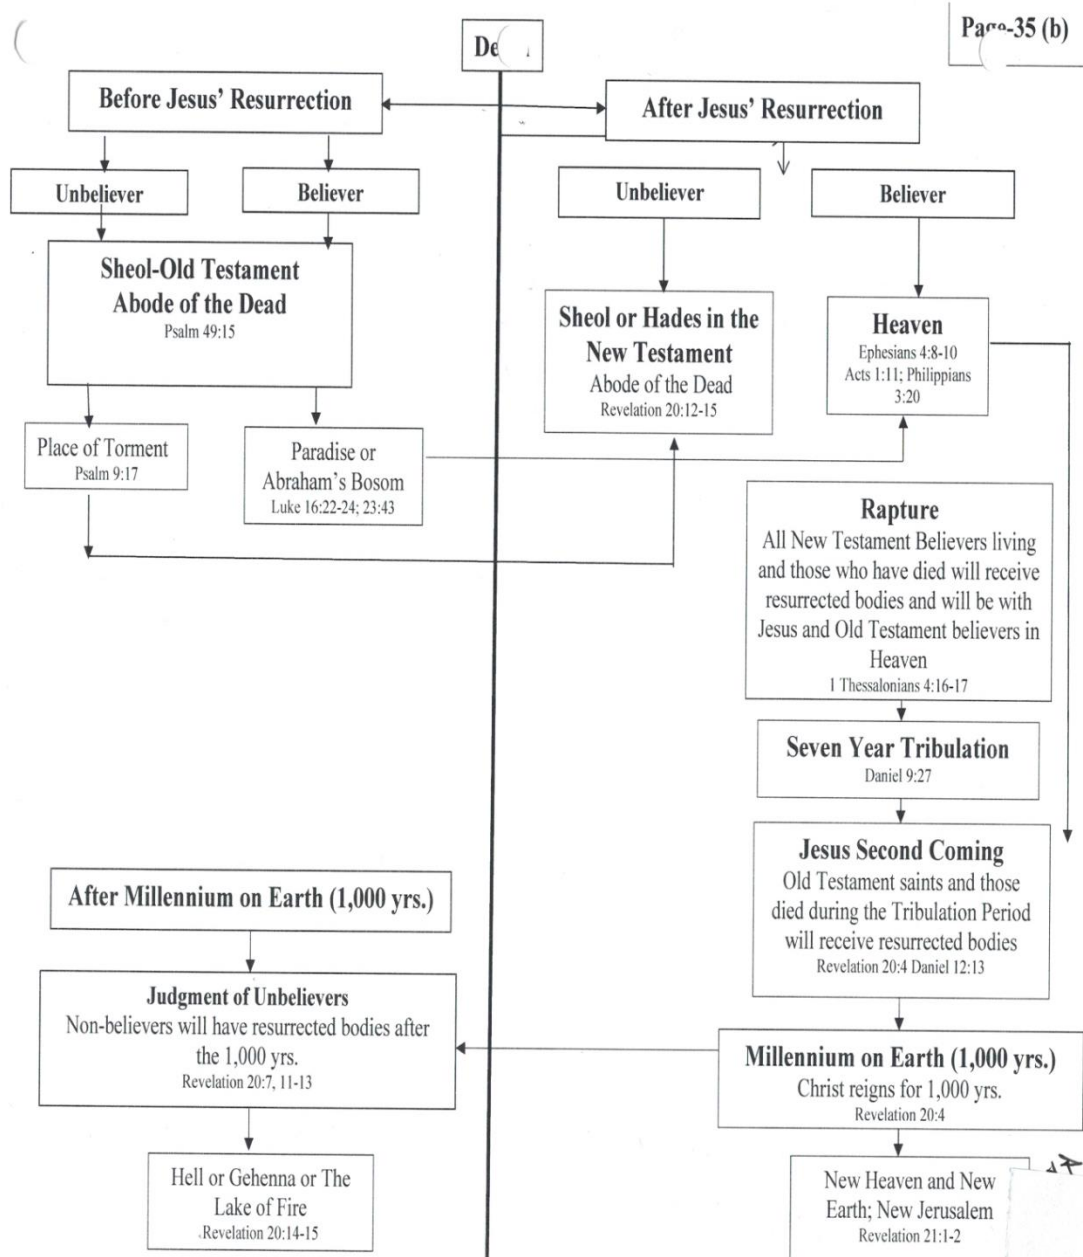 Page-35 (b)
Before Jesus' Resurrection
After Jesus' Resurrection
Unbeliever
Believer
Unbeliever
Believer
Sheol-Old Testament
Abode of the Dead
Psalm 49:15
Sheol or Hades in the
New Testament
Abode of the Dead
Revelation 20:12-15
Heaven
Ephesians 4:8-10
Acts 1:11; Philippians
3:20
Place of Torment
Psalm 9:17
Paradise or
Abraham's Bosom
Luke 16:22-24; 23:43
Rapture
All New Testament Believers living
and those who have died will receive
resurrected bodies and will be with
Jesus and Old Testament believers in
Heaven
1 Thessalonians 4:16-17
Seven Year Tribulation
Daniel 9:27
Jesus Second Coming
Old Testament saints and those
died during the Tribulation Period
will receive resurrected bodies
Revelation 20:4 Daniel 12:13
After Millennium on Earth (1,000 yrs.)
Judgment of Unbelievers
Non-believers will have resurrected bodies after
the 1,000 yrs.
Revelation 20:7, 11-13
Millennium on Earth (1,000 yrs.)
Christ reigns for 1,000 yrs.
Revelation 20:4
Hell or Gehenna or The
Lake of Fire
Revelation 20:14-15
New Heaven and New
Earth; New Jerusalem
Revelation 21:1-2